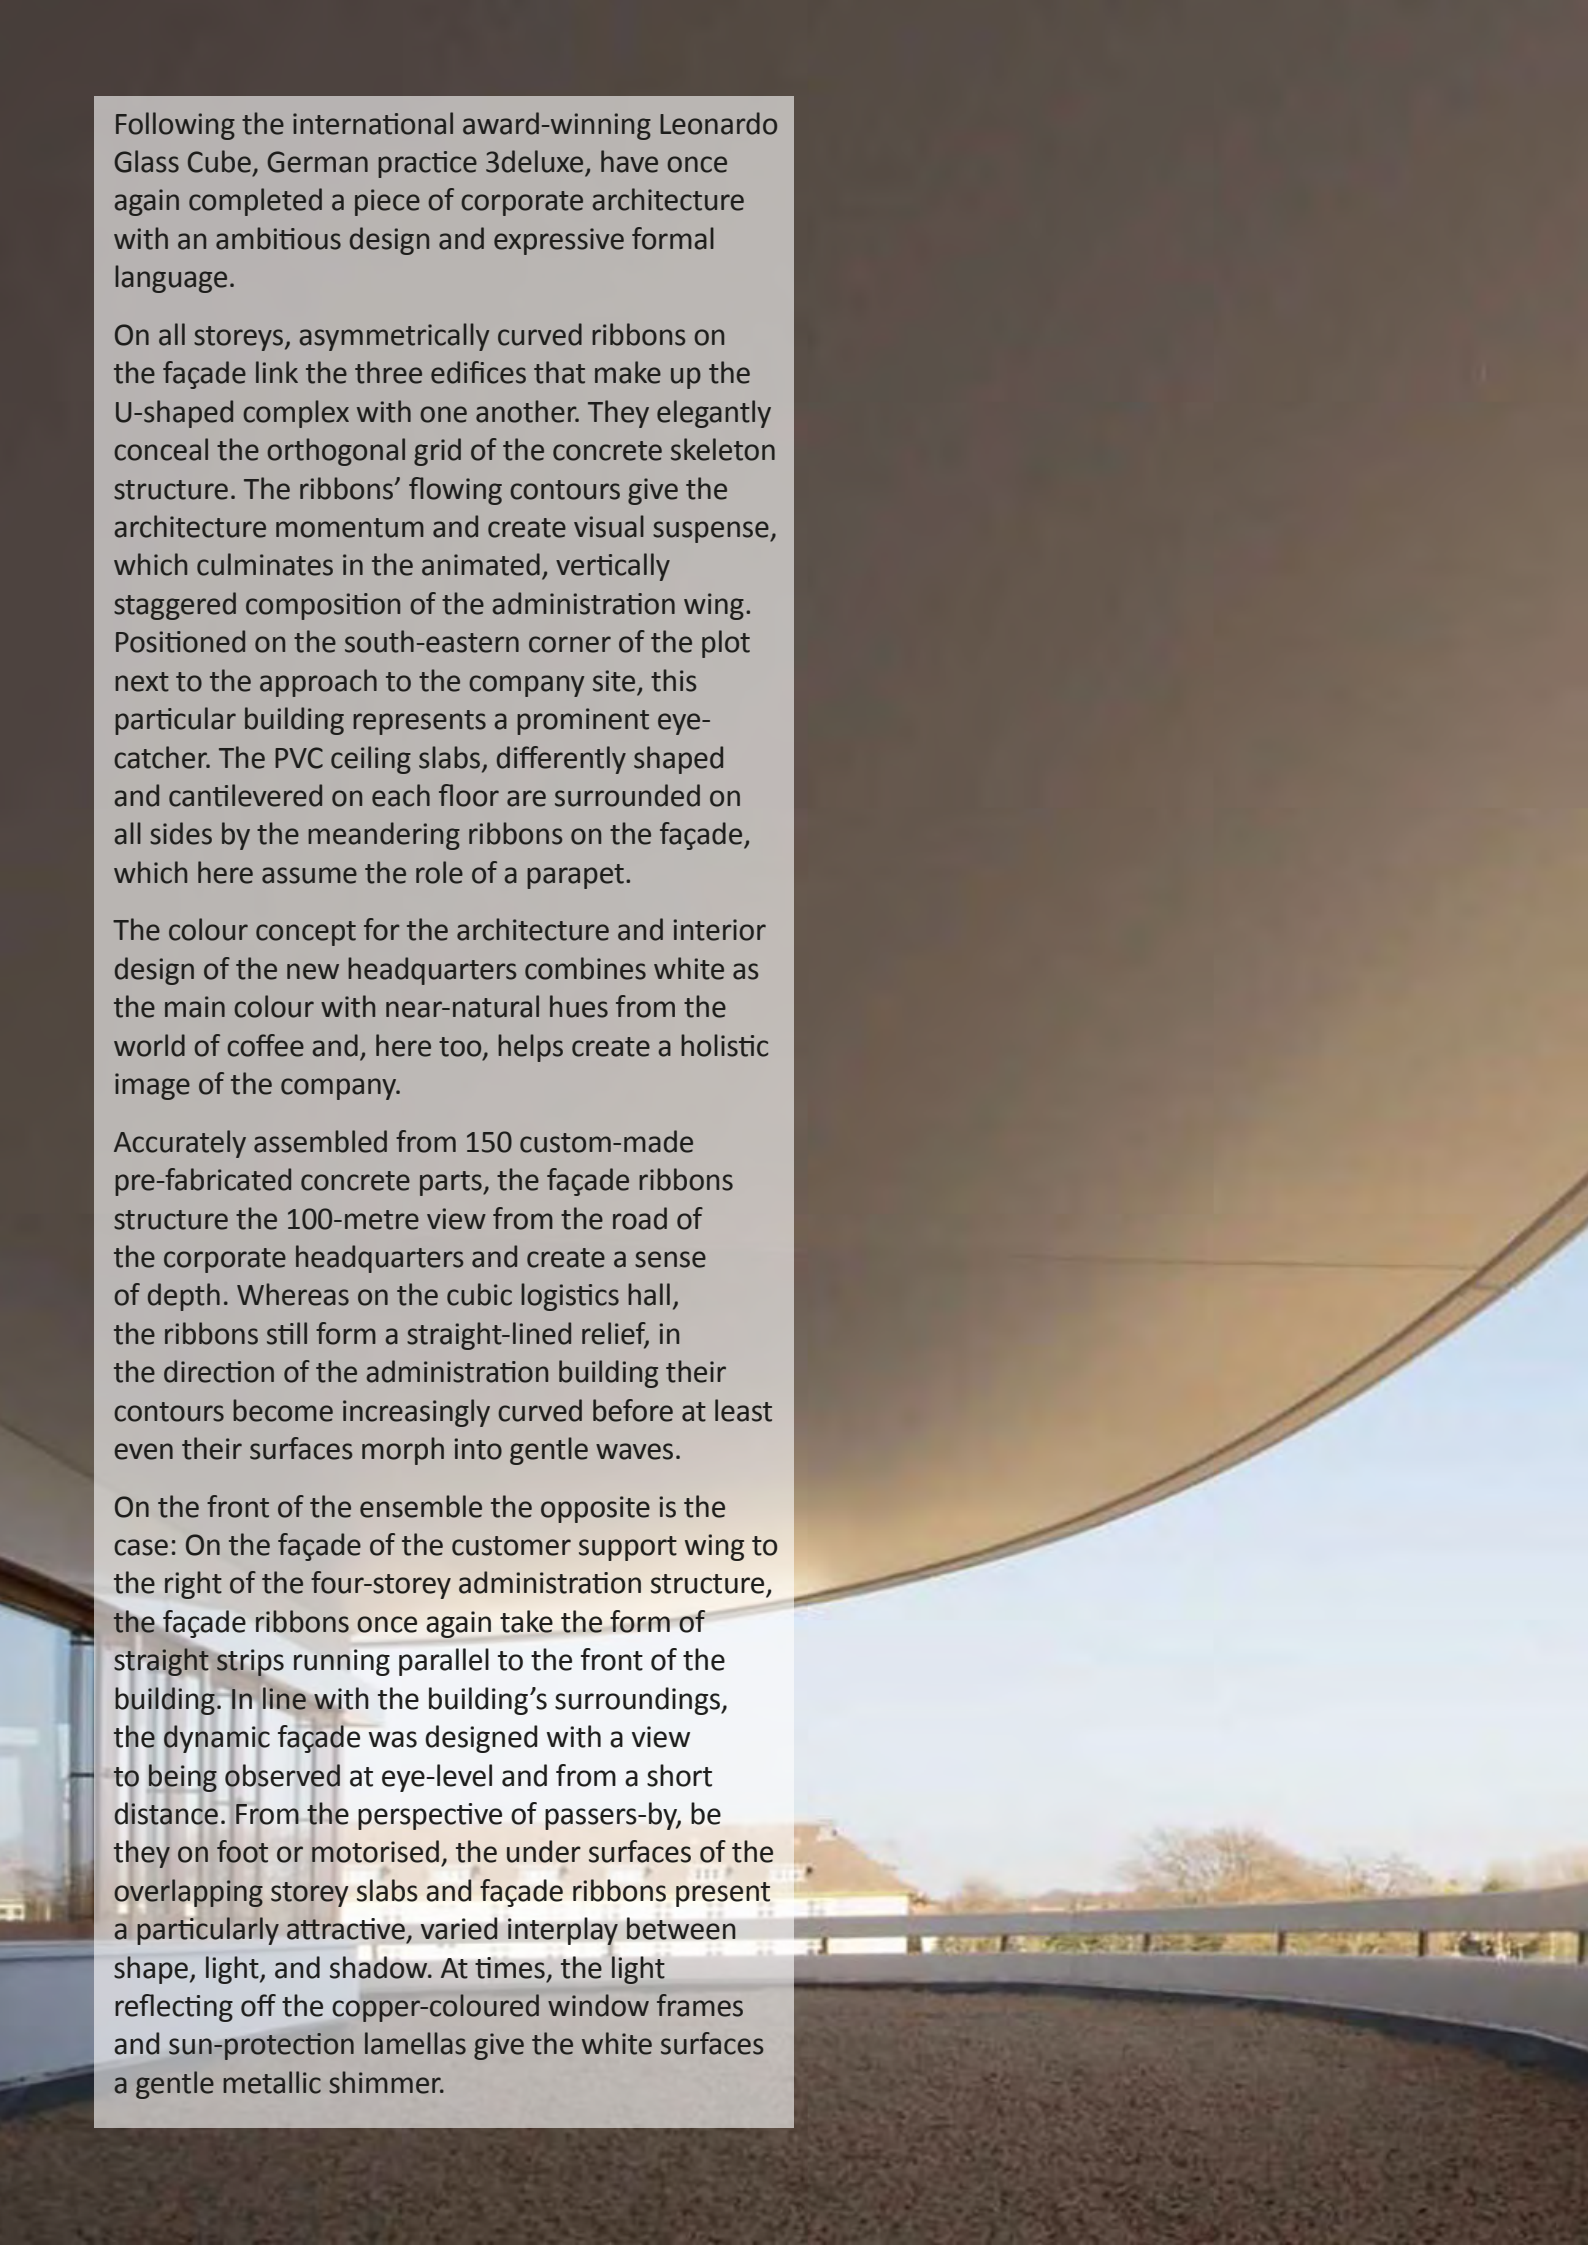 Following the international award-winning Leonardo
Glass Cube, German practice 3deluxe, have once
again completed a piece of corporate architecture
with an ambitious design and expressive formal
language.
On all storeys, asymmetrically curved ribbons on
the façade link the three edifices that make up the
U-shaped complex with one another. They elegantly
conceal the orthogonal grid of the concrete skeleton
structure. The ribbons’ flowing contours give the
architecture momentum and create visual suspense,
which culminates in the animated, vertically
staggered composition of the administration wing.
Positioned on the south-eastern corner of the plot
next to the approach to the company site, this
particular building represents a prominent eye-
catcher. The PVC ceiling slabs, differently shaped
and cantilevered on each floor are surrounded on
all sides by the meandering ribbons on the façade,
which here assume the role of a parapet.
The colour concept for the architecture and interior
design of the new headquarters combines white as
the main colour with near-natural hues from the
world of coffee and, here too, helps create a holistic
image of the company.
Accurately assembled from 150 custom-made
pre-fabricated concrete parts, the façade ribbons
structure the 100-metre view from the road of
the corporate headquarters and create a sense
of depth. Whereas on the cubic logistics hall,
the ribbons still form a straight-lined relief, in
the direction of the administration building their
contours become increasingly curved before at least
even their surfaces morph into gentle waves.
On the front of the ensemble the opposite is the
case: On the façade of the customer support wing to
the right of the four-storey administration structure,
the façade ribbons once again take the form of
straight strips running parallel to the front of the
building. In line with the building’s surroundings,
the dynamic façade was designed with a view
to being observed at eye-level and from a short
distance. From the perspective of passers-by, be
they on foot or motorised, the under surfaces of the
overlapping storey slabs and façade ribbons present
a particularly attractive, varied interplay between
shape, light, and shadow. At times, the light
reflecting off the copper-coloured window frames
and sun-protection lamellas give the white surfaces
a gentle metallic shimmer.